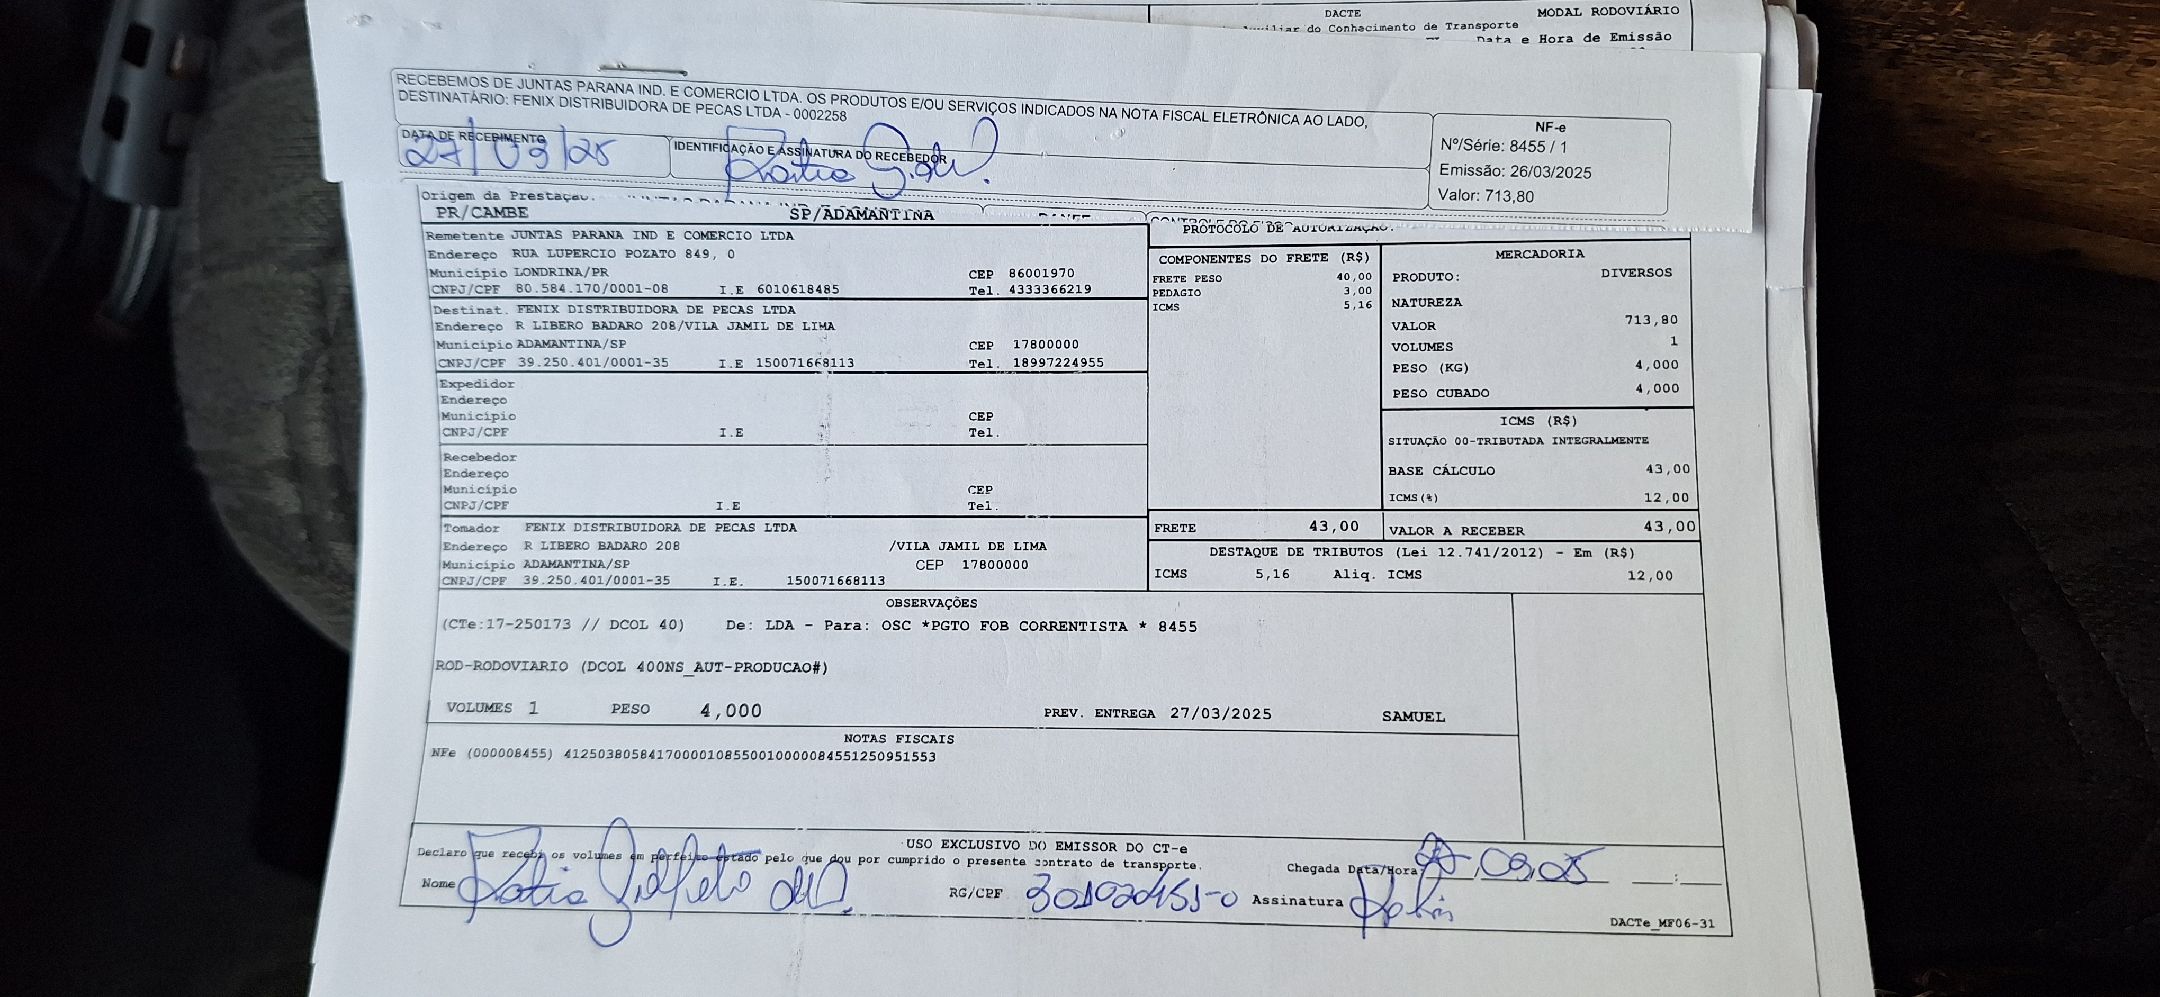 DACTE MODAL RODOVIÁRIO
do Conhecimento de Transporte
Data e Hora de Emissão
RECEBEMOS DE JUNTAS PARANA IND. E COMERCIO LTDA. OS PRODUTOS E/OU SERVIÇOS INDICADOS NA NOTA FISCAL ELETRÔNICA AO LADO,
DESTINATÁRIO: FENIX DISTRIBUIDORA DE PECAS LTDA - 0002258
DATA DE RECEBIMENTO
27/03/25
IDENTIFICAÇÃO E ASSINATURA DO RECEBEDOR
NF-e
Nº/Série: 8455 / 1
Emissão: 26/03/2025
Valor: 713,80
Origem da Prestação.
PR/CAMBE SP/ADAMANTINA
PROTOCOLO DE AUTORIZAÇÃO.
Remetente JUNTAS PARANA IND E COMERCIO LTDA
Endereço RUA LUPERCIO POZATO 849, 0
Município LONDRINA/PR CEP 86001970
CNPJ/CPF 80.584.170/0001-08 I.E 6010618485 Tel. 4333366219
Destinat. FENIX DISTRIBUIDORA DE PECAS LTDA
Endereço R LIBERO BADARO 208/VILA JAMIL DE LIMA
Município ADAMANTINA/SP CEP 17800000
CNPJ/CPF 39.250.401/0001-35 I.E 150071668113 Tel. 18997224955
Expedidor
Endereço
Município CEP
CNPJ/CPF I.E Tel.
Recebedor
Endereço
Município CEP
CNPJ/CPF I.E Tel.
Tomador FENIX DISTRIBUIDORA DE PECAS LTDA
Endereço R LIBERO BADARO 208 /VILA JAMIL DE LIMA
Município ADAMANTINA/SP CEP 17800000
CNPJ/CPF 39.250.401/0001-35 I.E. 150071668113
COMPONENTES DO FRETE (R$)
FRETE PESO 40,00
PEDAGIO 3,00
ICMS 5,16
MERCADORIA
PRODUTO: DIVERSOS
NATUREZA
VALOR 713,80
VOLUMES 1
PESO (KG) 4,000
PESO CUBADO 4,000
ICMS (R$)
SITUAÇÃO 00-TRIBUTADA INTEGRALMENTE
BASE CÁLCULO 43,00
ICMS(%) 12,00
FRETE 43,00 VALOR A RECEBER 43,00
DESTAQUE DE TRIBUTOS (Lei 12.741/2012) - Em (R$)
ICMS 5,16 Aliq. ICMS 12,00
OBSERVAÇÕES
(CTe:17-250173 // DCOL 40) De: LDA - Para: OSC *PGTO FOB CORRENTISTA * 8455
ROD-RODOVIARIO (DCOL 400NS_AUT-PRODUCAO#)
VOLUMES 1 PESO 4,000 PREV. ENTREGA 27/03/2025 SAMUEL
NOTAS FISCAIS
NFe (000008455) 41250380584170000108550010000084551250951553
USO EXCLUSIVO DO EMISSOR DO CT-e
Declaro que recebi os volumes em perfeito estado pelo que dou por cumprido o presente contrato de transporte.
Chegada Data/Hora: __:__
Nome Katia RG/CPF 30102451-0 Assinatura
DACTe_MF06-31